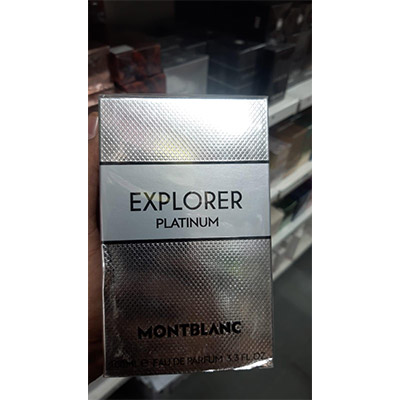 EXPLORER
PLATINUM
MONTBLANC
EAU DE PARFUM 3.3 FL.OZ.